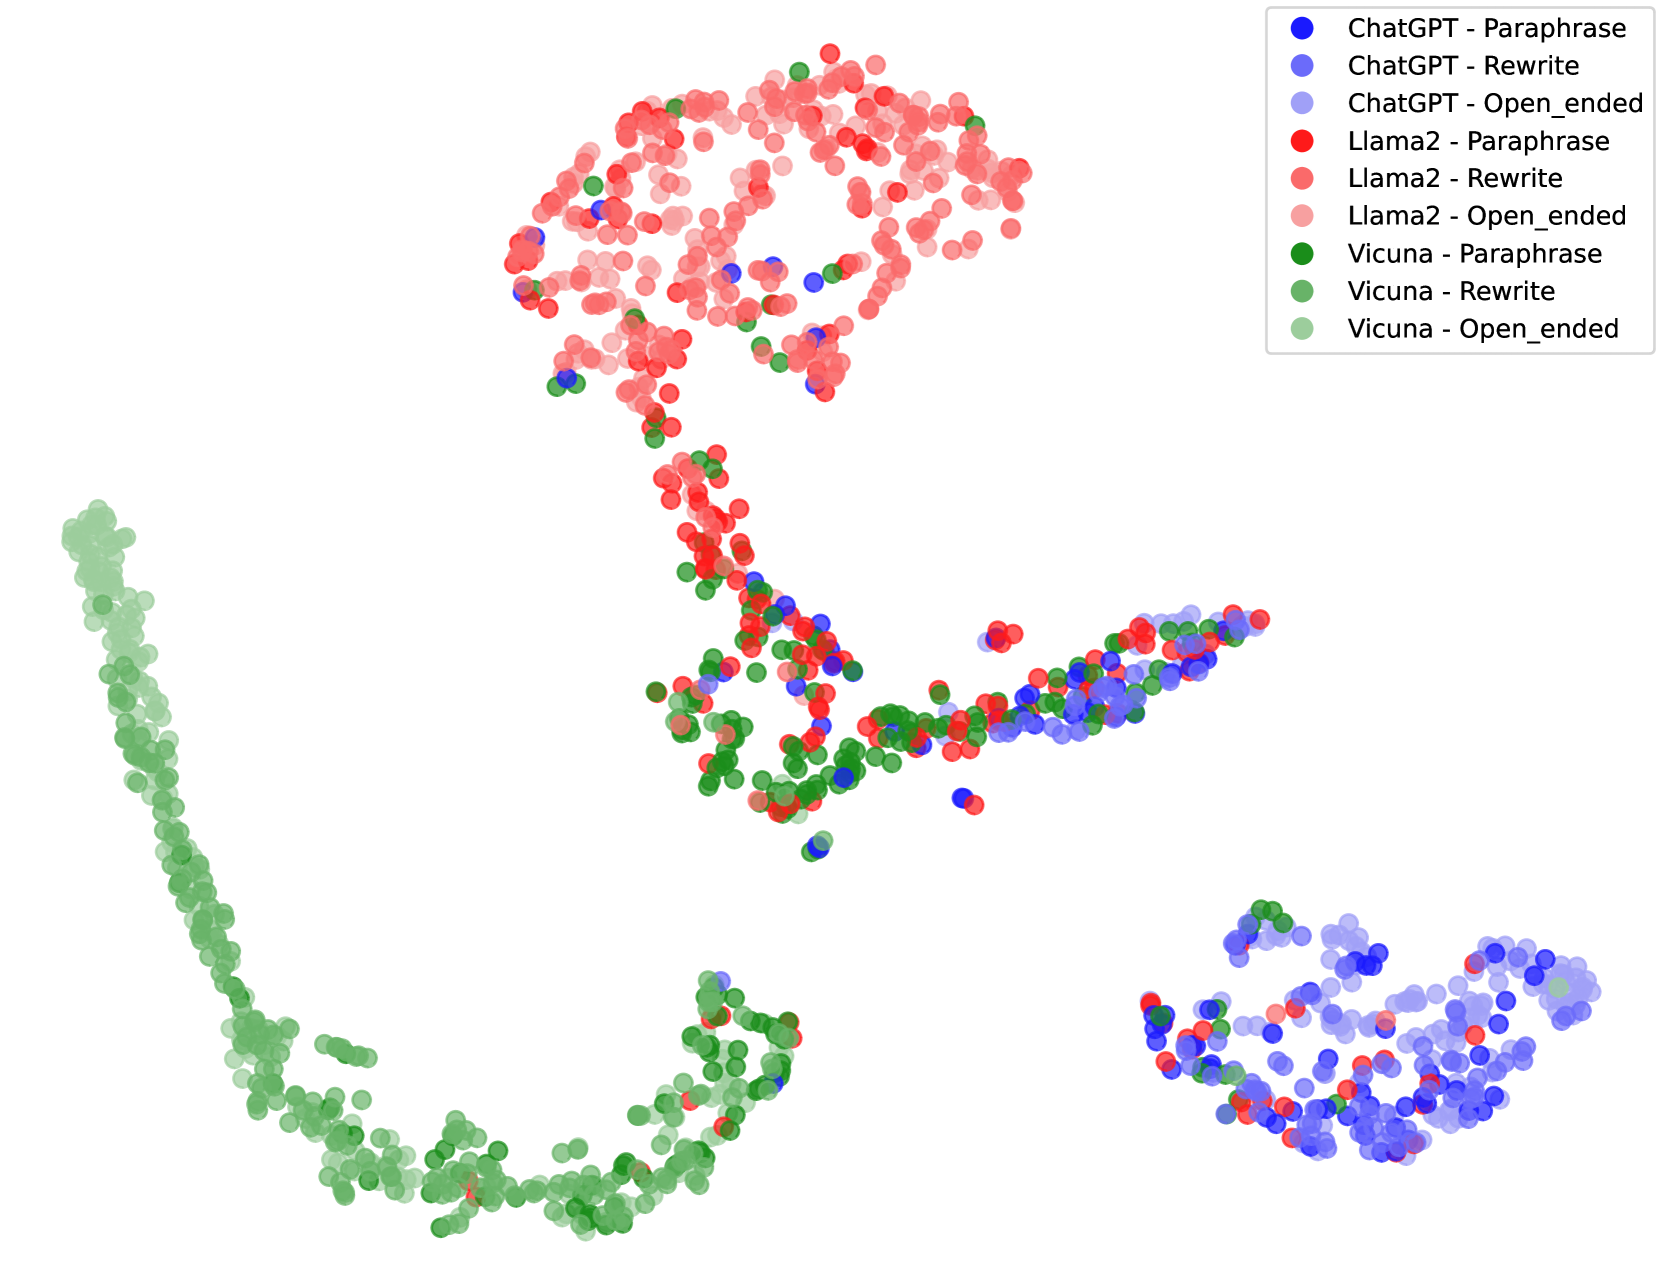 ChatGPT - Paraphrase
ChatGPT - Rewrite
ChatGPT - Open_ended
Llama2 - Paraphrase
Llama2 - Rewrite
Llama2 - Open_ended
Vicuna - Paraphrase
Vicuna - Rewrite
Vicuna - Open_ended